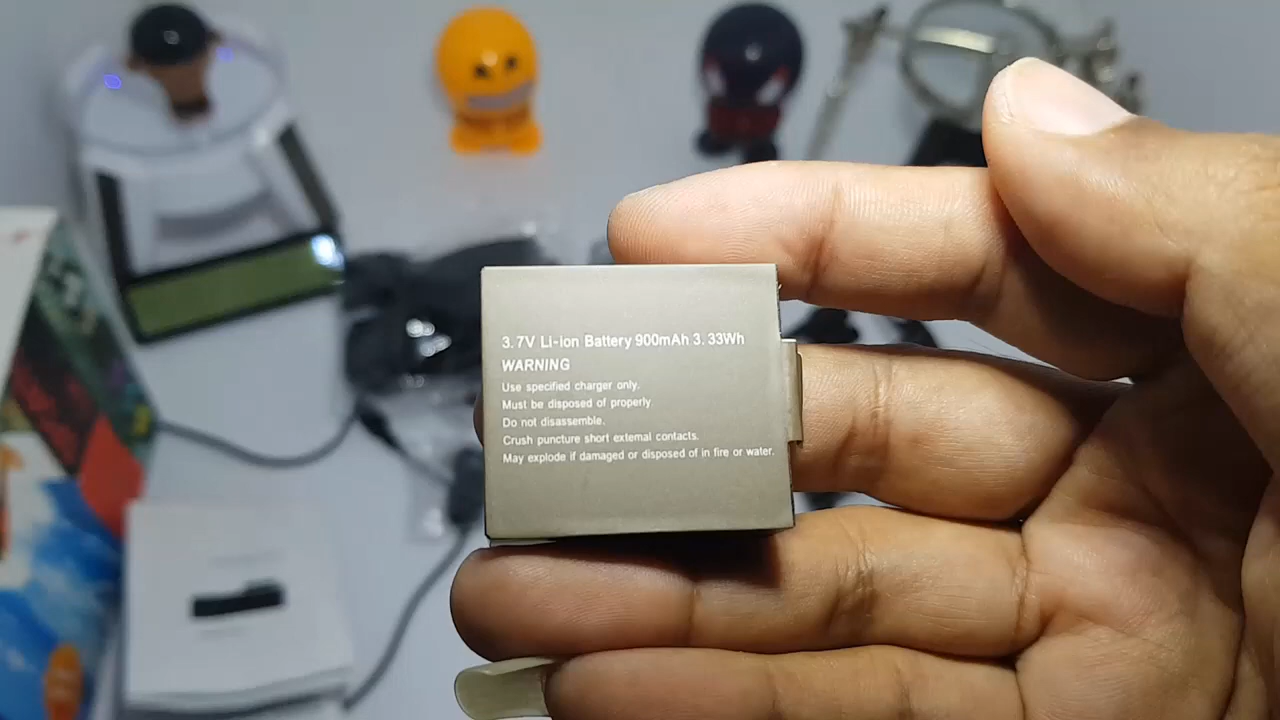 3.7V Li-ion Battery 900mAh 3.33Wh
WARNING
Use specified charger only.
Must be disposed of properly.
Do not disassemble.
Crush puncture short external contacts.
May explode if damaged or disposed of in fire or water.